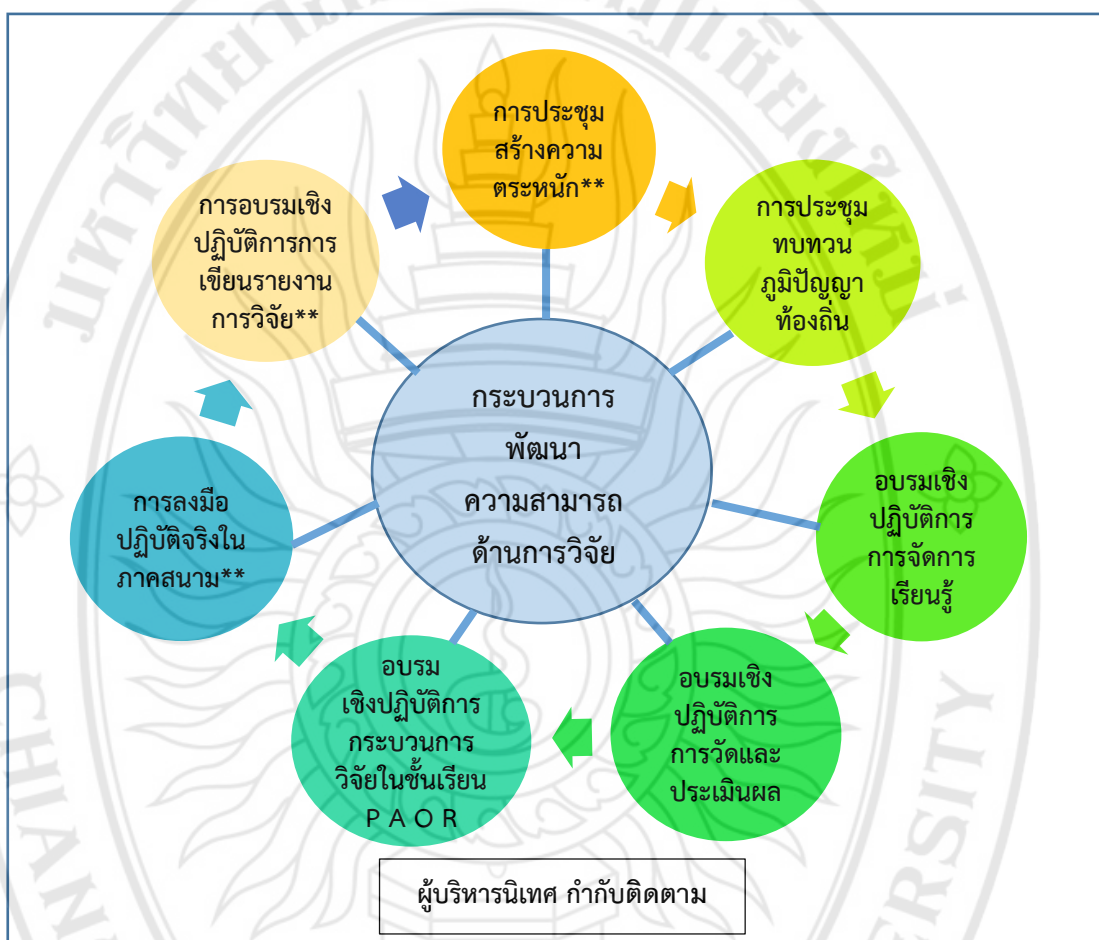 การประชุม
สร้างความ
ตระหนัก**
การประชุม
ทบทวน
ภูมิปัญญา
ท้องถิ่น
อบรมเชิง
ปฏิบัติการ
การจัดการ
เรียนรู้
อบรมเชิง
ปฏิบัติการ
การวัดและ
ประเมินผล
อบรม
เชิงปฏิบัติการ
กระบวนการ
วิจัยในชั้นเรียน
P A O R
การลงมือ
ปฏิบัติจริงใน
ภาคสนาม**
การอบรมเชิง
ปฏิบัติการการ
เขียนรายงาน
การวิจัย**
กระบวนการ
พัฒนา
ความสามารถ
ด้านการวิจัย
ผู้บริหารนิเทศ กำกับติดตาม